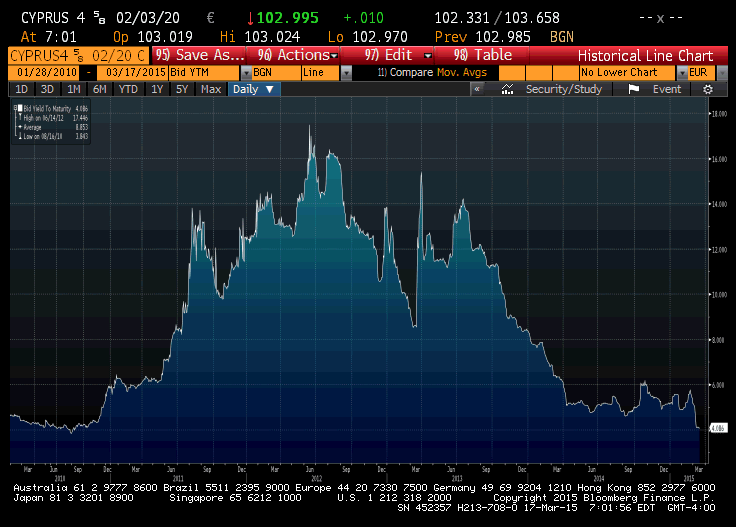 CYPRUS 4 ⅝ 02/03/20 € ↓102.995 +.010 102.331/103.658 --x--
At 7:01 Op 103.019 Hi 103.024 Lo 102.970 Prev 102.985 BGN
CYPRUS4 ⅝ 02/20 C 95) Save As... 96) Actions 97) Edit 98) Table Historical Line Chart
01/28/2010 - 03/17/2015 Bid YTM BGN Line 11) Compare Mov. Avgs No Lower Chart EUR
1D 3D 1M 6M YTD 1Y 5Y Max Daily ▼ « Security/Study Event
Bid Yield To Maturity 4.086
High on 06/14/12 17.446
Average 8.853
Low on 08/16/10 3.843
18.000
16.000
14.000
12.000
10.000
8.000
6.000
4.086
Mar Jun Sep Dec Mar Jun Sep Dec Mar Jun Sep Dec Mar Jun Sep Dec Mar Jun Sep Dec Mar
2010 2011 2012 2013 2014 2015
Australia 61 2 9777 8600 Brazil 5511 2395 9000 Europe 44 20 7330 7500 Germany 49 69 9204 1210 Hong Kong 852 2977 6000
Japan 81 3 3201 8900 Singapore 65 6212 1000 U.S. 1 212 318 2000 Copyright 2015 Bloomberg Finance L.P.
SN 452357 H213-708-0 17-Mar-15 7:01:56 EDT GMT-4:00